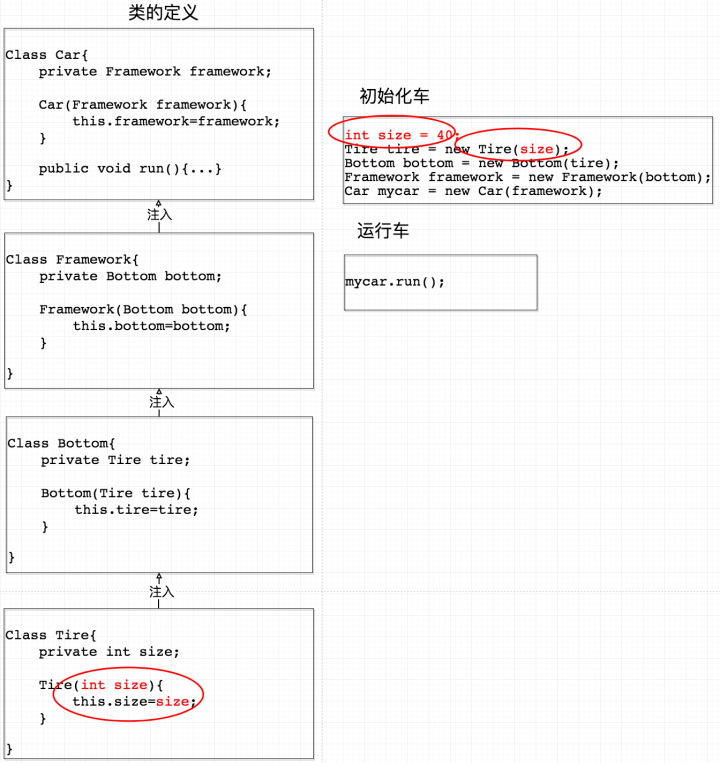 类的定义
Class Car{
private Framework framework;
Car(Framework framework){
this.framework=framework;
}
public void run(){...}
}
注入
Class Framework{
private Bottom bottom;
Framework(Bottom bottom){
this.bottom=bottom;
}
}
注入
Class Bottom{
private Tire tire;
Bottom(Tire tire){
this.tire=tire;
}
}
注入
Class Tire{
private int size;
Tire(int size){
this.size=size;
}
}
初始化车
int size = 40;
Tire tire = new Tire(size);
Bottom bottom = new Bottom(tire);
Framework framework = new Framework(bottom);
Car mycar = new Car(framework);
运行车
mycar.run();